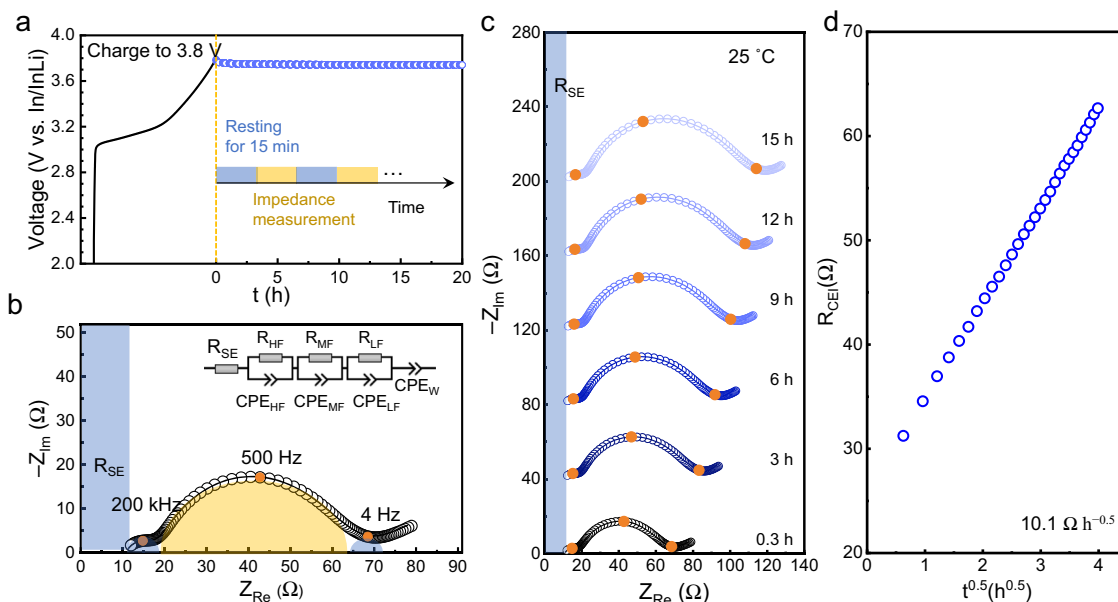 a
Voltage (V vs. In/InLi)
4.0
3.6
3.2
2.8
2.4
2.0
Charge to 3.8 V
Resting
for 15 min
...
Impedance
measurement
Time
0
5
10
15
20
t (h)
b
−Z_Im (Ω)
50
40
30
20
10
0
R_SE
R_HF
R_MF
R_LF
R_SE
CPE_HF
CPE_MF
CPE_LF
CPE_W
500 Hz
200 kHz
4 Hz
0 10 20 30 40 50 60 70 80 90
Z_Re (Ω)
c
−Z_Im (Ω)
280
240
200
160
120
80
40
0
25 °C
R_SE
15 h
12 h
9 h
6 h
3 h
0.3 h
0 20 40 60 80 100 120 140
Z_Re (Ω)
d
R_CEI(Ω)
70
60
50
40
30
20
10.1 Ω h^−0.5
0 1 2 3 4
t^0.5(h^0.5)